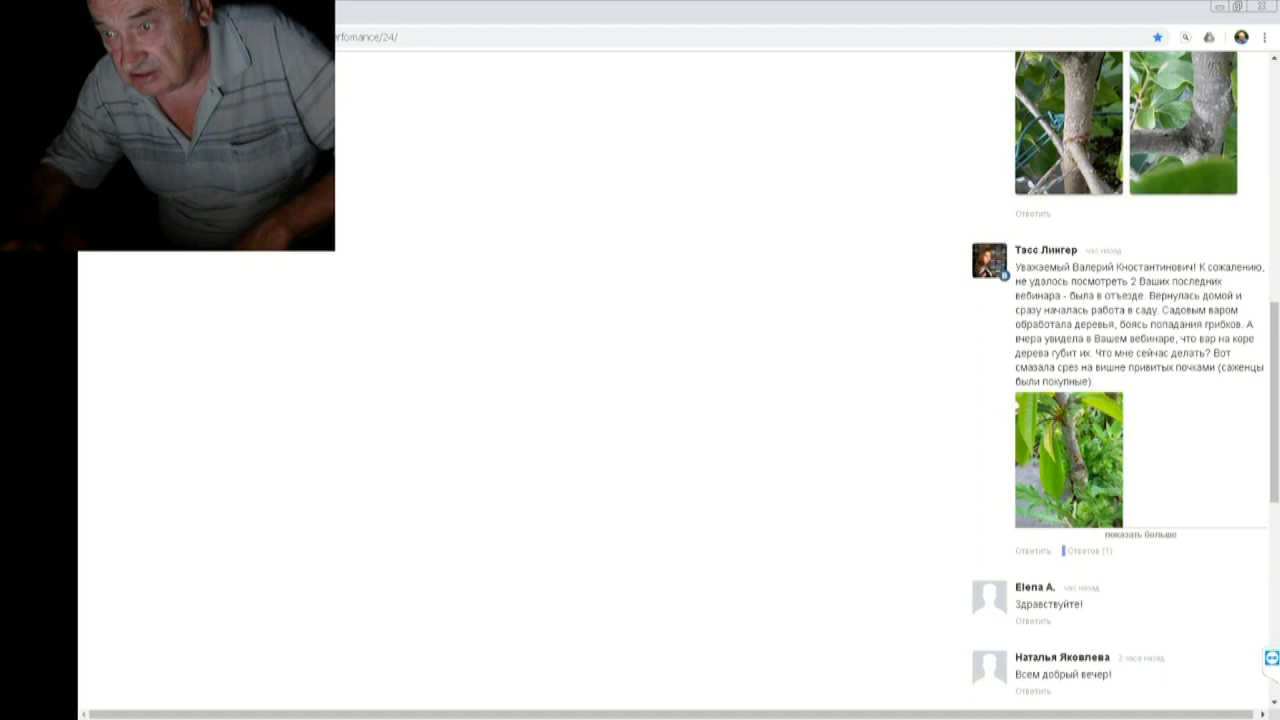 rfomance/24/
Ответить
Тэсс Лингер час назад
Уважаемый Валерий Кностантинович! К сожалению,
не удалось посмотреть 2 Ваших последних
вебинара - была в отъезде. Вернулась домой и
сразу началась работа в саду. Садовым варом
обработала деревья, боясь попадания грибков. А
вчера увидела в Вашем вебинаре, что вар на коре
дерева губит их. Что мне сейчас делать? Вот
смазала срез на вишне привитых почками (саженцы
были покупные).
показать больше
Ответить Ответов (1)
Elena A. час назад
Здравствуйте!
Ответить
Наталья Яковлева 2 часа назад
Всем добрый вечер!
Ответить